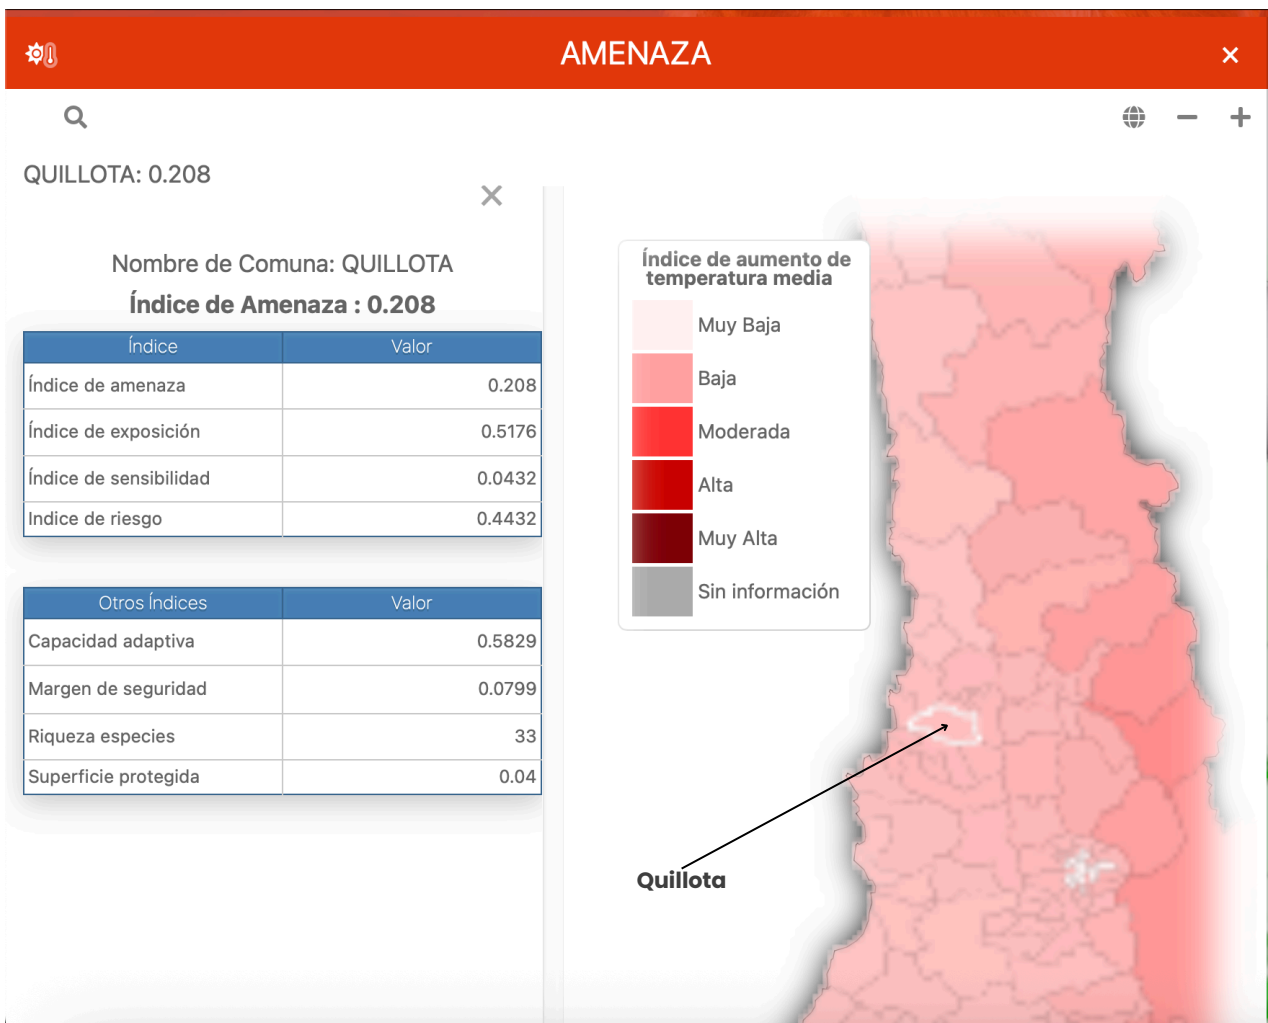 AMENAZA
QUILLOTA: 0.208
Nombre de Comuna: QUILLOTA
Índice de Amenaza : 0.208
Índice Valor
Índice de amenaza 0.208
Índice de exposición 0.5176
Índice de sensibilidad 0.0432
Indice de riesgo 0.4432
Otros Índices Valor
Capacidad adaptiva 0.5829
Margen de seguridad 0.0799
Riqueza especies 33
Superficie protegida 0.04
Índice de aumento de
temperatura media
Muy Baja
Baja
Moderada
Alta
Muy Alta
Sin información
Quillota